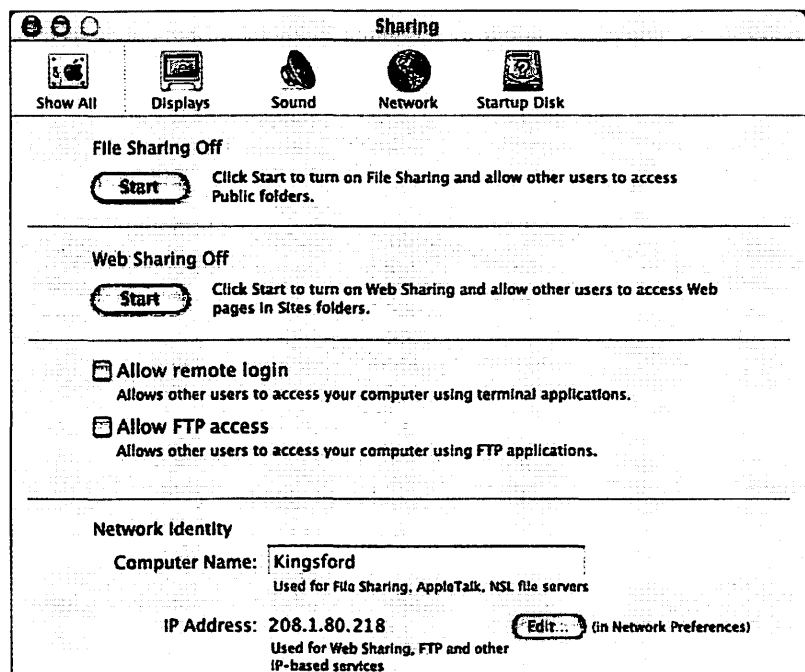 Sharing
Show All Displays Sound Network Startup Disk
File Sharing Off
Start Click Start to turn on File Sharing and allow other users to access
Public folders.
Web Sharing Off
Start Click Start to turn on Web Sharing and allow other users to access Web
pages in Sites folders.
Allow remote login
Allows other users to access your computer using terminal applications.
Allow FTP access
Allows other users to access your computer using FTP applications.
Network Identity
Computer Name: Kingsford
Used for File Sharing, AppleTalk, NSL file servers
IP Address: 208.1.80.218 Edit... (in Network Preferences)
Used for Web Sharing, FTP and other
IP-based services